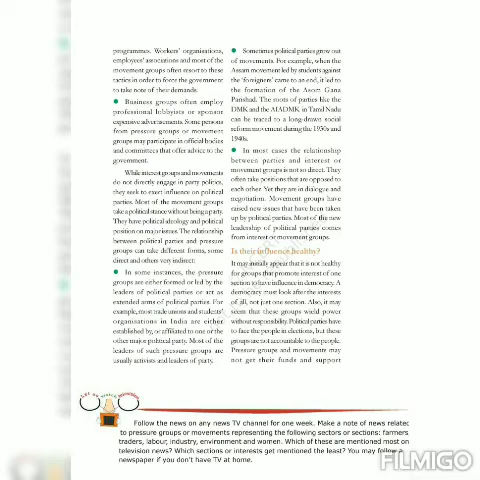 programmes. Workers' organisations,
employees' associations and most of the
movement groups often resort to these
tactics in order to force the government
to take note of their demands.
Business groups often employ
professional lobbyists or sponsor
expensive advertisements. Some persons
from pressure groups or movement
groups may participate in official bodies
and committees that offer advice to the
government.
While interest groups and movements
do not directly engage in party politics,
they seek to exert influence on political
parties. Most of the movement groups
take a political stance without being a party.
They have political ideology and political
position on major issues. The relationship
between political parties and pressure
groups can take different forms, some
direct and others very indirect:
In some instances, the pressure
groups are either formed or led by the
leaders of political parties or act as
extended arms of political parties. For
example, most trade unions and students'
organisations in India are either
established by, or affiliated to one or the
other major political party. Most of the
leaders of such pressure groups are
usually activists and leaders of party.
Sometimes political parties grow out
of movements. For example, when the
Assam movement led by students against
the 'foreigners' came to an end, it led to
the formation of the Asom Gana
Parishad. The roots of parties like the
DMK and the AIADMK in Tamil Nadu
can be traced to a long-drawn social
reform movement during the 1930s and
1940s.
In most cases the relationship
between parties and interest or
movement groups is not so direct. They
often take positions that are opposed to
each other. Yet they are in dialogue and
negotiation. Movement groups have
raised new issues that have been taken
up by political parties. Most of the new
leadership of political parties comes
from interest or movement groups.
Is their influence healthy?
It may initially appear that it is not healthy
for groups that promote interest of one
section to have influence in democracy. A
democracy must look after the interests
of all, not just one section. Also, it may
seem that these groups wield power
without responsibility. Political parties have
to face the people in elections, but these
groups are not accountable to the people.
Pressure groups and movements may
not get their funds and support
Follow the news on any news TV channel for one week. Make a note of news related
to pressure groups or movements representing the following sectors or sections: farmers
traders, labour, industry, environment and women. Which of these are mentioned most on
television news? Which sections or interests get mentioned the least? You may follow a
newspaper if you don't have TV at home.
FILMIGO